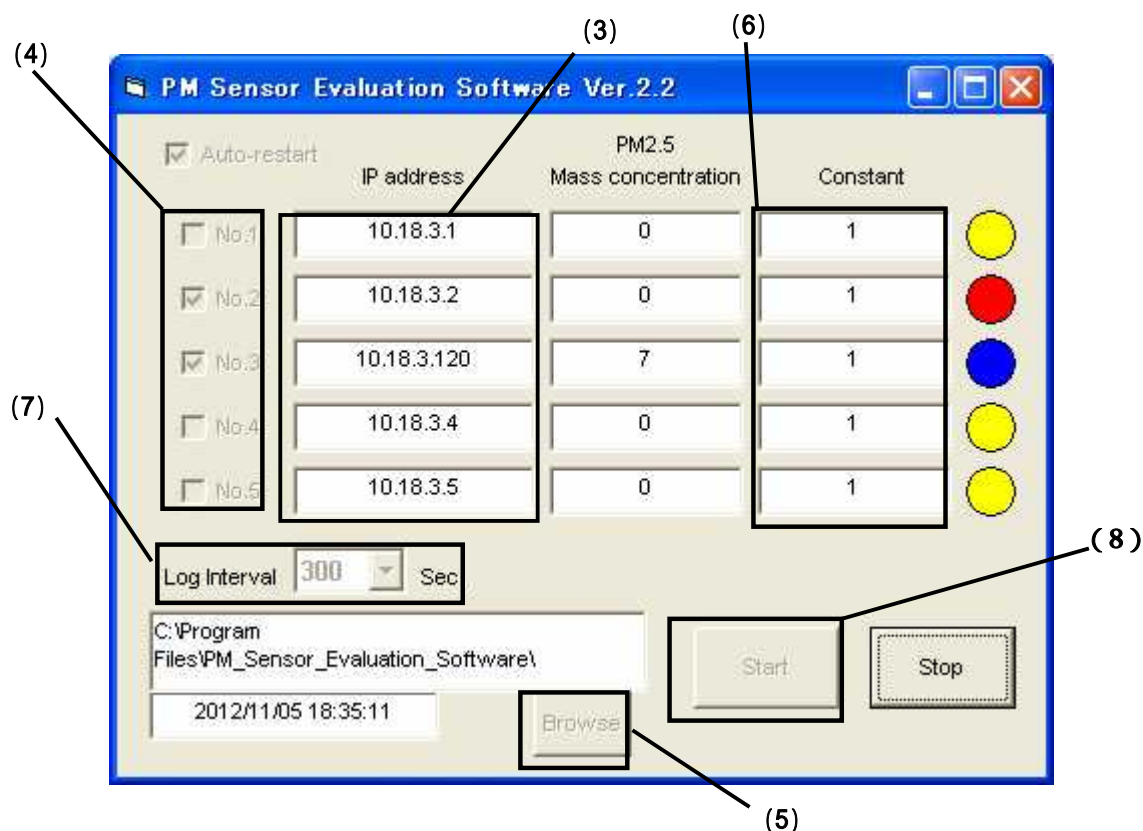 (3)
(6)
(4)
PM Sensor Evaluation Software Ver.2.2
Auto-restart
PM2.5
IP address Mass concentration Constant
No.1 10.18.3.1 0 1
No.2 10.18.3.2 0 1
No.3 10.18.3.120 7 1
(7)
No.4 10.18.3.4 0 1
No.5 10.18.3.5 0 1
(8)
Log Interval 300 Sec
C:\Program
Files\PM_Sensor_Evaluation_Software\
Start Stop
2012/11/05 18:35:11
Browse
(5)